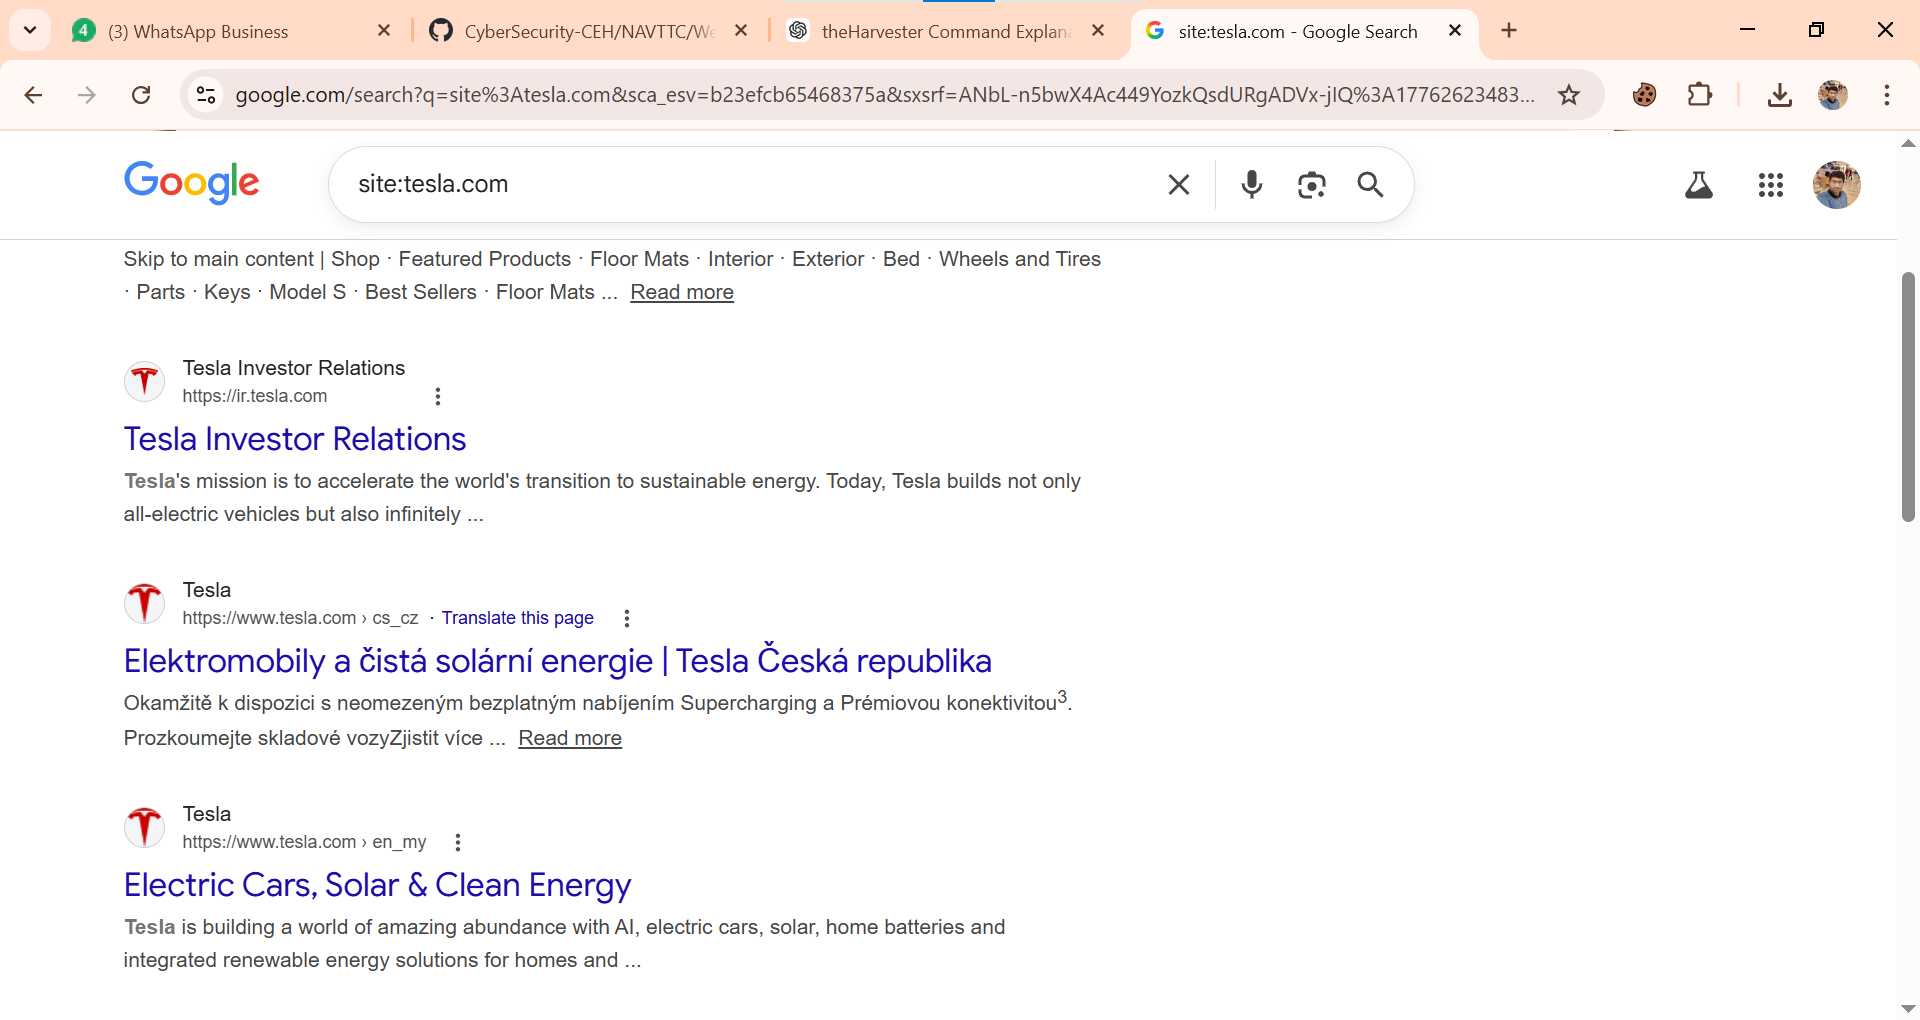 4
(3) WhatsApp Business
CyberSecurity-CEH/NAVTTC/We
theHarvester Command Explana
site:tesla.com - Google Search
google.com/search?q=site%3Atesla.com&sca_esv=b23efcb65468375a&sxsrf=ANbL-n5bwX4Ac449YozkQsdURgADVx-jIQ%3A17762623483...
Google
site:tesla.com
Skip to main content | Shop · Featured Products · Floor Mats · Interior · Exterior · Bed · Wheels and Tires
· Parts · Keys · Model S · Best Sellers · Floor Mats ... Read more
Tesla Investor Relations
https://ir.tesla.com
Tesla Investor Relations
Tesla's mission is to accelerate the world's transition to sustainable energy. Today, Tesla builds not only
all-electric vehicles but also infinitely ...
Tesla
https://www.tesla.com › cs_cz · Translate this page
Elektromobily a čistá solární energie | Tesla Česká republika
Okamžitě k dispozici s neomezeným bezplatným nabíjením Supercharging a Prémiovou konektivitou³.
Prozkoumejte skladové vozyZjistit více ... Read more
Tesla
https://www.tesla.com › en_my
Electric Cars, Solar & Clean Energy
Tesla is building a world of amazing abundance with AI, electric cars, solar, home batteries and
integrated renewable energy solutions for homes and ...